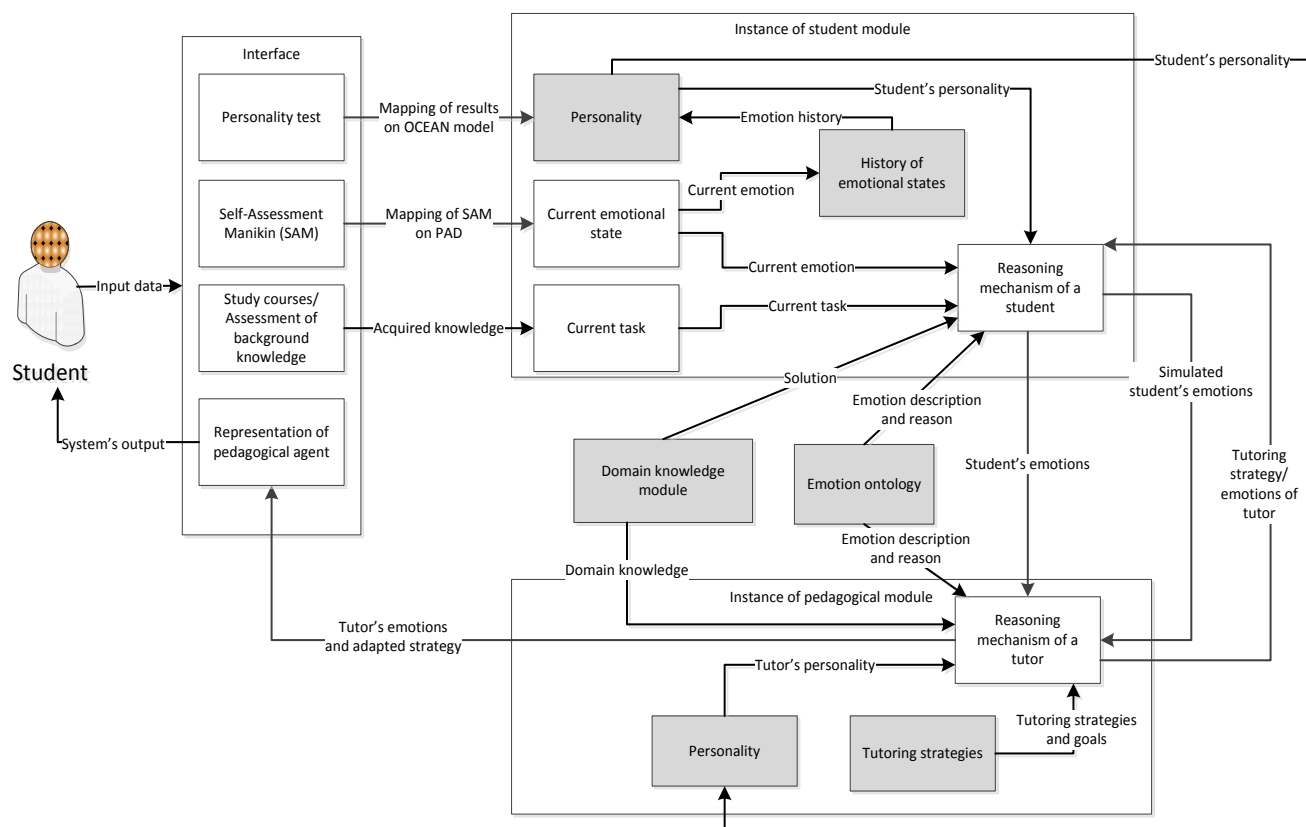 Instance of student module
Interface
Student's personality
Personality test
Mapping of results
on OCEAN model
Personality
Student's personality
Emotion history
History of
emotional states
Self-Assessment
Manikin (SAM)
Mapping of SAM
on PAD
Current emotional
state
Current emotion
Current emotion
Reasoning
mechanism of a
student
Input data
Study courses/
Assessment of
background
knowledge
Acquired knowledge
Current task
Current task
Student
Solution
Emotion description
and reason
Simulated
student's emotions
System's output
Representation of
pedagogical agent
Domain knowledge
module
Emotion ontology
Student's emotions
Tutoring
strategy/
emotions of
tutor
Emotion description
and reason
Domain knowledge
Instance of pedagogical module
Reasoning
mechanism of a
tutor
Tutor's emotions
and adapted strategy
Tutor's personality
Personality
Tutoring strategies
Tutoring strategies
and goals